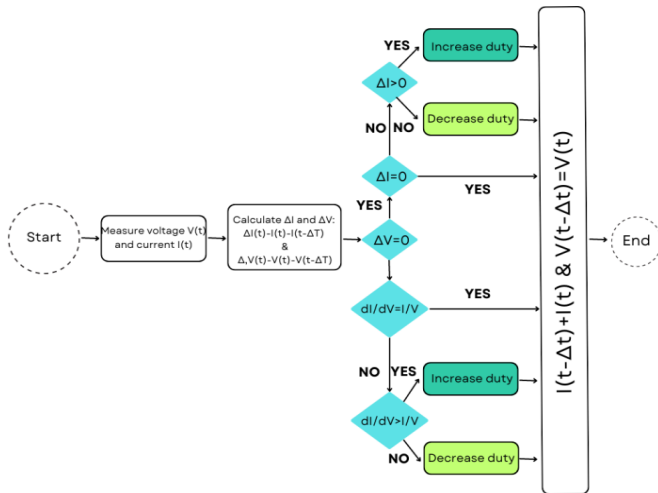 Start
Measure voltage V(t)
and current I(t)
Calculate ΔI and ΔV:
ΔI(t)-I(t)-I(t-ΔT)
&
Δ,V(t)-V(t)-V(t-ΔT)
ΔV=0
YES
ΔI=0
YES
NO
NO
ΔI>0
YES
Increase duty
Decrease duty
dI/dV=I/V
YES
NO
YES
dI/dV>I/V
NO
Increase duty
Decrease duty
I(t-Δt)+I(t) & V(t-Δt)=V(t)
End